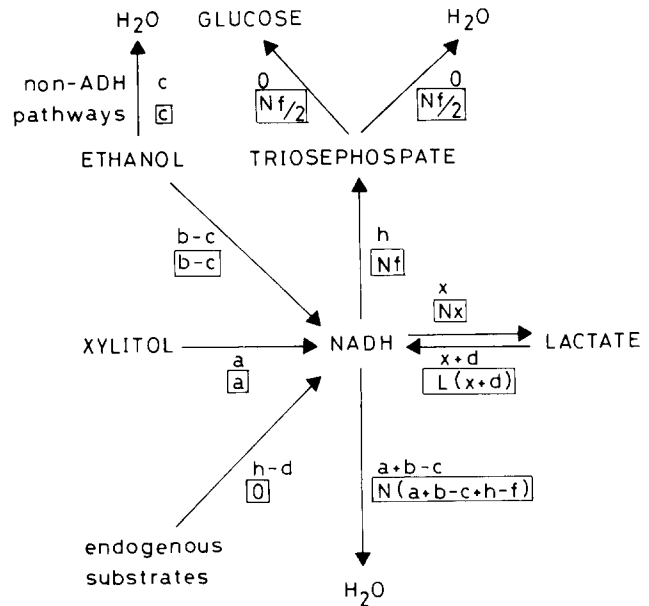 H₂O GLUCOSE H₂O
non-ADH c
pathways c
0
Nf/2
0
Nf/2
ETHANOL TRIOSEPHOSPATE
b-c
b-c
h
Nf
x
Nx
XYLITOL NADH LACTATE
a
a
x+d
L(x+d)
h-d
0
a+b-c
N(a+b-c+h-f)
endogenous
substrates
H₂O